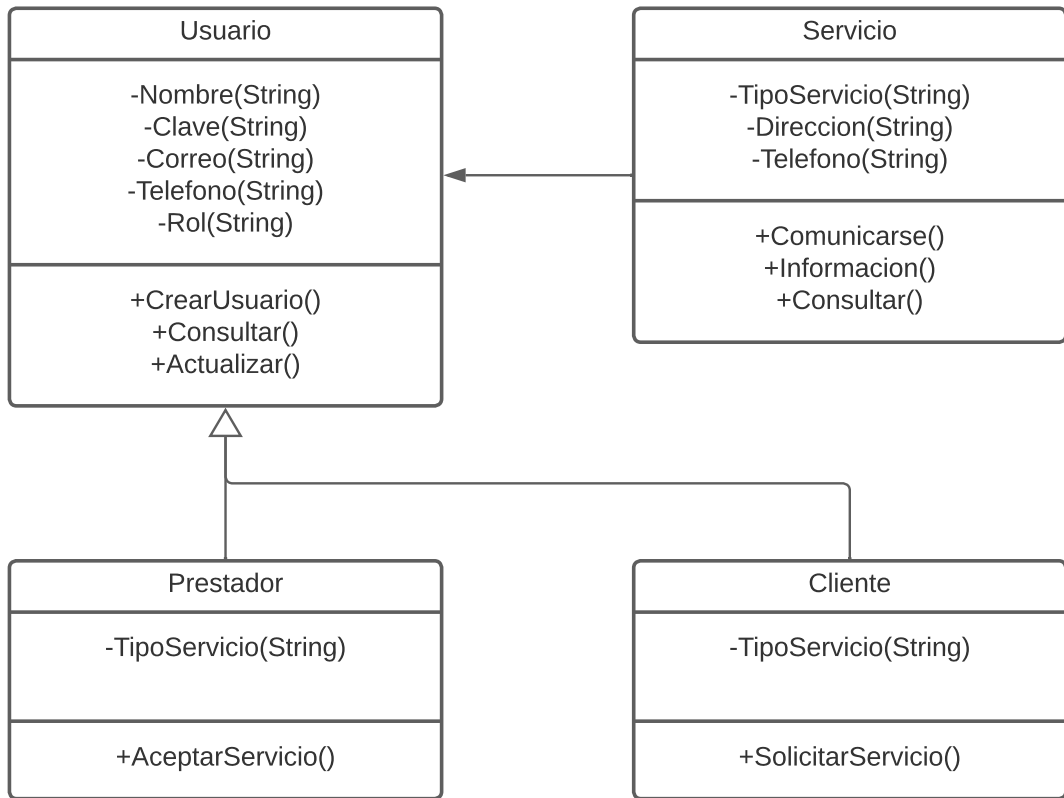 Usuario
-Nombre(String)
-Clave(String)
-Correo(String)
-Telefono(String)
-Rol(String)
+CrearUsuario()
+Consultar()
+Actualizar()
Servicio
-TipoServicio(String)
-Direccion(String)
-Telefono(String)
+Comunicarse()
+Informacion()
+Consultar()
Prestador
-TipoServicio(String)
+AceptarServicio()
Cliente
-TipoServicio(String)
+SolicitarServicio()